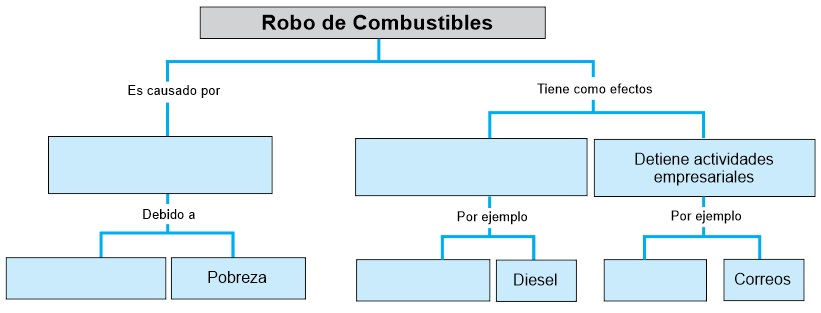 Robo de Combustibles
Es causado por
Tiene como efectos
Detiene actividades
empresariales
Debido a
Por ejemplo
Por ejemplo
Pobreza
Diesel
Correos